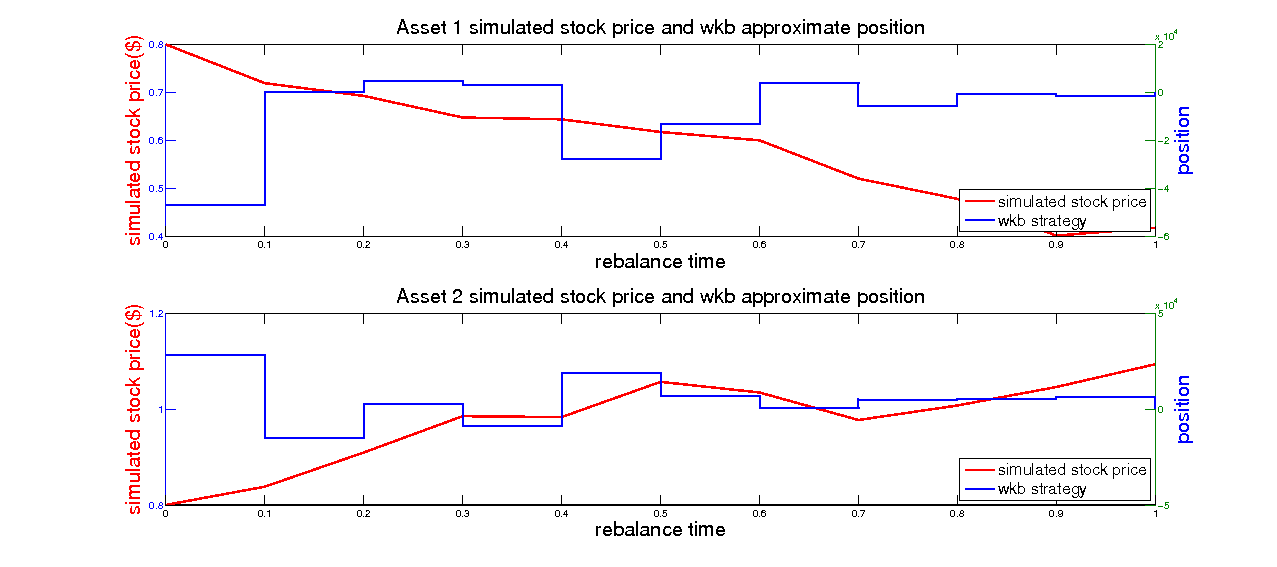 Asset 1 simulated stock price and wkb approximate position
x 10^4
0.8
0.7
0.6
0.5
0.4
2
0
−2
−4
−6
simulated stock price($)
position
simulated stock price
wkb strategy
0 0.1 0.2 0.3 0.4 0.5 0.6 0.7 0.8 0.9 1
rebalance time
Asset 2 simulated stock price and wkb approximate position
x 10^4
1.2
1
0.8
5
0
−5
simulated stock price($)
position
simulated stock price
wkb strategy
0 0.1 0.2 0.3 0.4 0.5 0.6 0.7 0.8 0.9 1
rebalance time